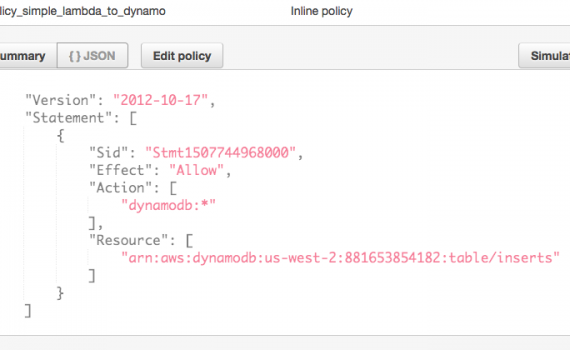 licy_simple_lambda_to_dynamo Inline policy
ummary { } JSON Edit policy Simula
"Version": "2012-10-17",
"Statement": [
{
"Sid": "Stmt1507744968000",
"Effect": "Allow",
"Action": [
"dynamodb:*"
],
"Resource": [
"arn:aws:dynamodb:us-west-2:881653854182:table/inserts"
]
}
]